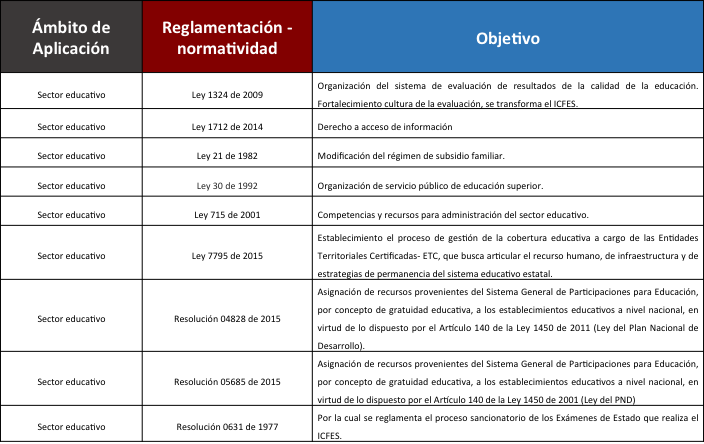 Ámbito de
Aplicación
Reglamentación -
normatividad
Objetivo
Sector educativo
Ley 1324 de 2009
Organización del sistema de evaluación de resultados de la calidad de la educación.
Fortalecimiento cultura de la evaluación, se transforma el ICFES.
Sector educativo
Ley 1712 de 2014
Derecho a acceso de información
Sector educativo
Ley 21 de 1982
Modificación del régimen de subsidio familiar.
Sector educativo
Ley 30 de 1992
Organización de servicio público de educación superior.
Sector educativo
Ley 715 de 2001
Competencias y recursos para administración del sector educativo.
Sector educativo
Ley 7795 de 2015
Establecimiento el proceso de gestión de la cobertura educativa a cargo de las Entidades
Territoriales Certificadas- ETC, que busca articular el recurso humano, de infraestructura y de
estrategias de permanencia del sistema educativo estatal.
Sector educativo
Resolución 04828 de 2015
Asignación de recursos provenientes del Sistema General de Participaciones para Educación,
por concepto de gratuidad educativa, a los establecimientos educativos a nivel nacional, en
virtud de lo dispuesto por el Artículo 140 de la Ley 1450 de 2011 (Ley del Plan Nacional de
Desarrollo).
Sector educativo
Resolución 05685 de 2015
Asignación de recursos provenientes del Sistema General de Participaciones para Educación,
por concepto de gratuidad educativa, a los establecimientos educativos a nivel nacional, en
virtud de lo dispuesto por el Artículo 140 de la Ley 1450 de 2001 (Ley del PND)
Sector educativo
Resolución 0631 de 1977
Por la cual se reglamenta el proceso sancionatorio de los Exámenes de Estado que realiza el
ICFES.